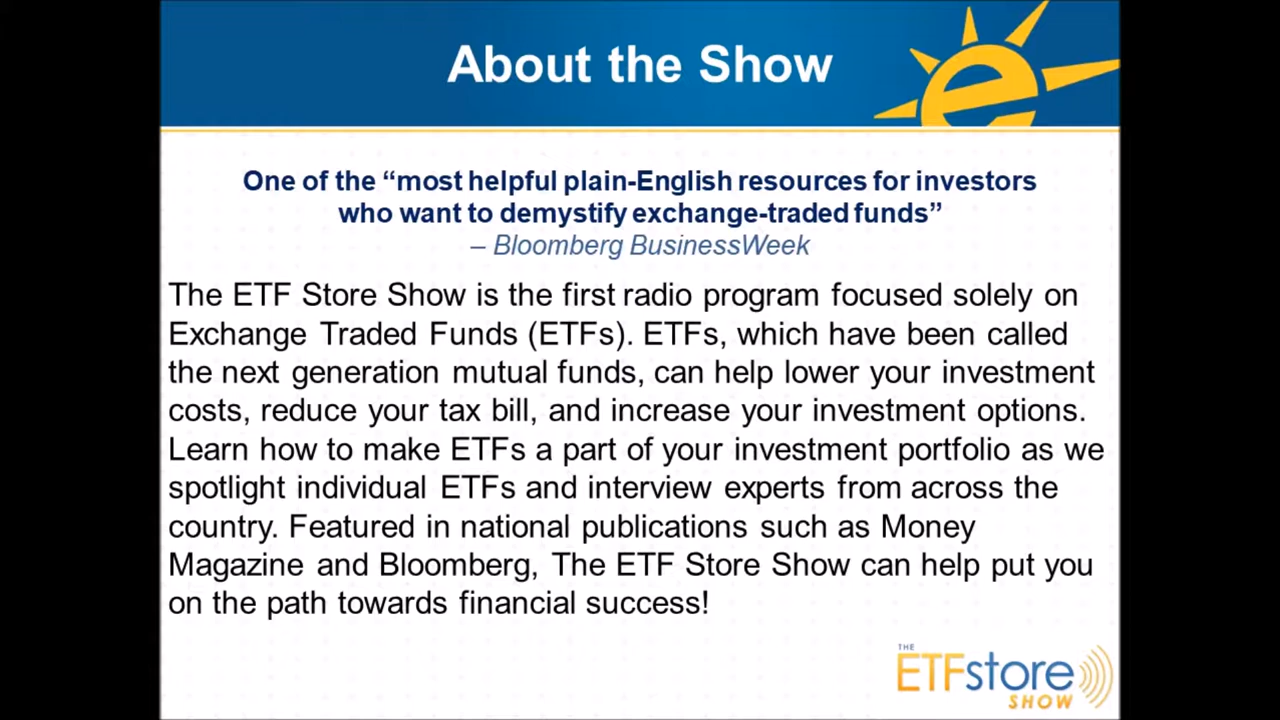 About the Show
One of the “most helpful plain-English resources for investors
who want to demystify exchange-traded funds”
– Bloomberg BusinessWeek
The ETF Store Show is the first radio program focused solely on
Exchange Traded Funds (ETFs). ETFs, which have been called
the next generation mutual funds, can help lower your investment
costs, reduce your tax bill, and increase your investment options.
Learn how to make ETFs a part of your investment portfolio as we
spotlight individual ETFs and interview experts from across the
country. Featured in national publications such as Money
Magazine and Bloomberg, The ETF Store Show can help put you
on the path towards financial success!
THE
ETFstore
SHOW